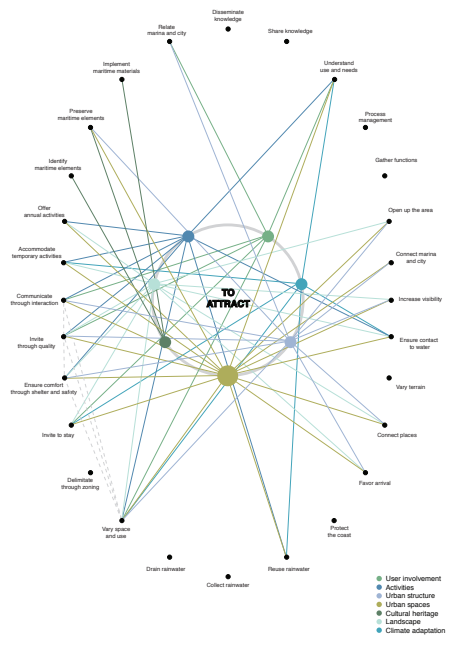 Disseminate
knowledge
Relate
marina and city
Share knowledge
Implement
maritime materials
Understand
use and needs
Preserve
maritime elements
Process
management
Identify
maritime elements
Gather functions
Offer
annual activities
Open up the area
Accommodate
temporary activities
Connect marina
and city
Communicate
through interaction
TO
ATTRACT
Increase visibility
Invite
through quality
Ensure contact
to water
Ensure comfort
through shelter and safety
Vary terrain
Invite to stay
Connect places
Delimitate
through zoning
Favor arrival
Vary space
and use
Protect
the coast
Drain rainwater
Reuse rainwater
Collect rainwater
User involvement
Activities
Urban structure
Urban spaces
Cultural heritage
Landscape
Climate adaptation